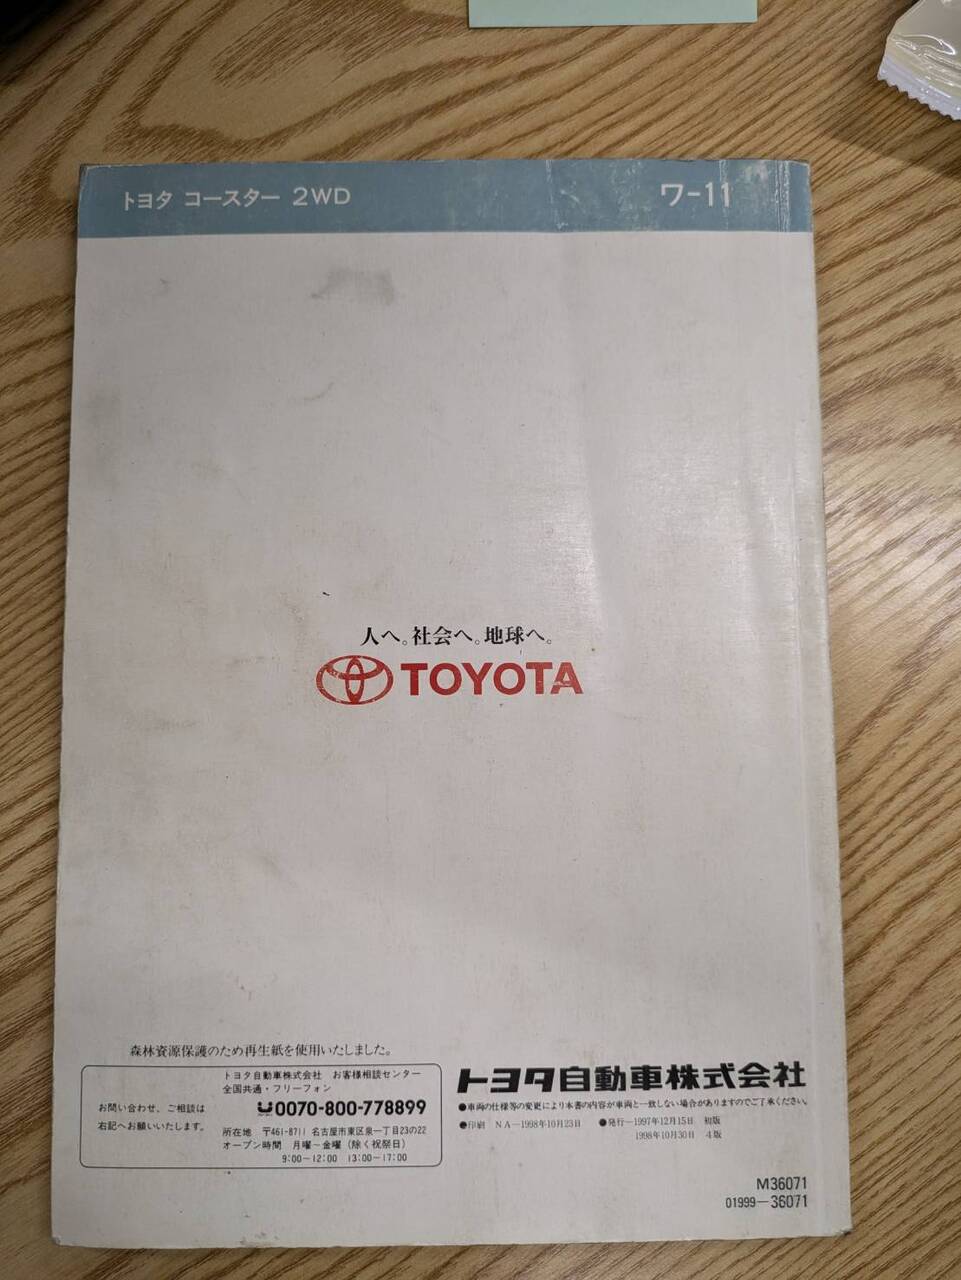 トヨタ コースター 2WD
ワ-11
人へ。社会へ。地球へ。
TOYOTA
森林資源保護のため再生紙を使用いたしました。
お問い合わせ、ご相談は
右記へお願いいたします。
トヨタ自動車株式会社 お客様相談センター
全国共通・フリーフォン
0070-800-778899
所在地 〒461-8711 名古屋市東区泉一丁目23の22
オープン時間 月曜〜金曜(除く祝祭日)
9:00〜12:00 13:00〜17:00
トヨタ自動車株式会社
●車両の仕様等の変更により本書の内容が車両と一致しない場合がありますのでご了承ください。
●印刷 NA—1998年10月23日 ●発行—1997年12月15日 初版
1998年10月30日 4版
M36071
01999—36071